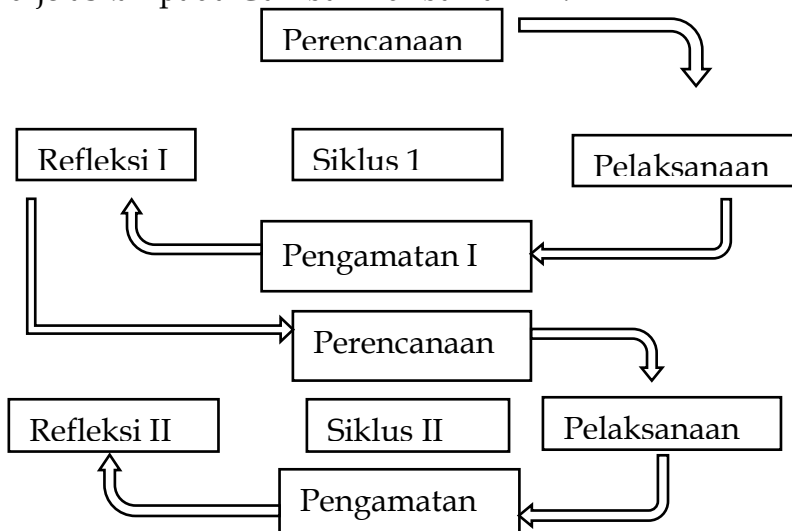 Perencanaan
Refleksi I
Siklus 1
Pelaksanaan
Pengamatan I
Perencanaan
Refleksi II
Siklus II
Pelaksanaan
Pengamatan